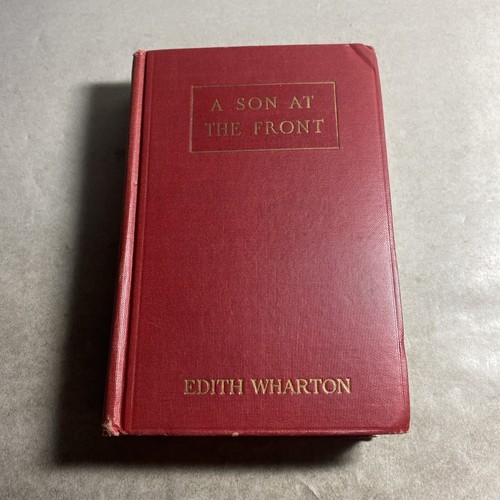 A SON AT
THE FRONT
EDITH WHARTON